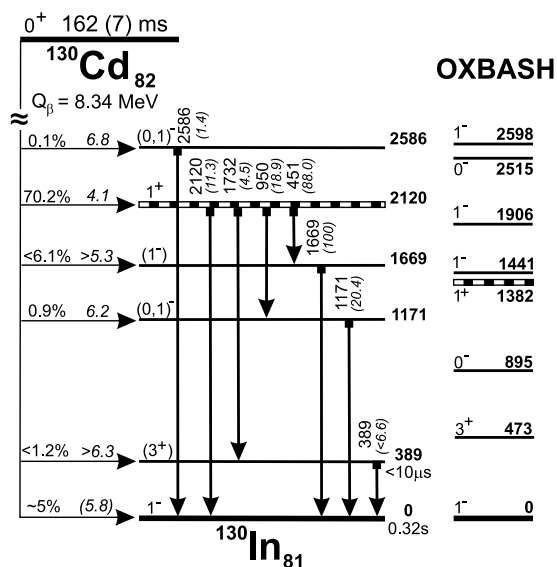 0+ 162 (7) ms
130Cd82
OXBASH
Qβ = 8.34 MeV
≈
0.1% 6.8 (0,1)- 2586 (1.4) 2586
1- 2598
0- 2515
70.2% 4.1 1+ 2120 (11.3) 1732 (4.5) 950 (18.9) 451 (88.0) 2120
1- 1906
<6.1% >5.3 (1-) 1669 (100) 1669
1- 1441
1+ 1382
0.9% 6.2 (0,1)- 1171 (20.4) 1171
0- 895
3+ 473
<1.2% >6.3 (3+) 389 (<6.6) 389
<10μs
~5% (5.8) 1- 0
0.32s
1- 0
130In81